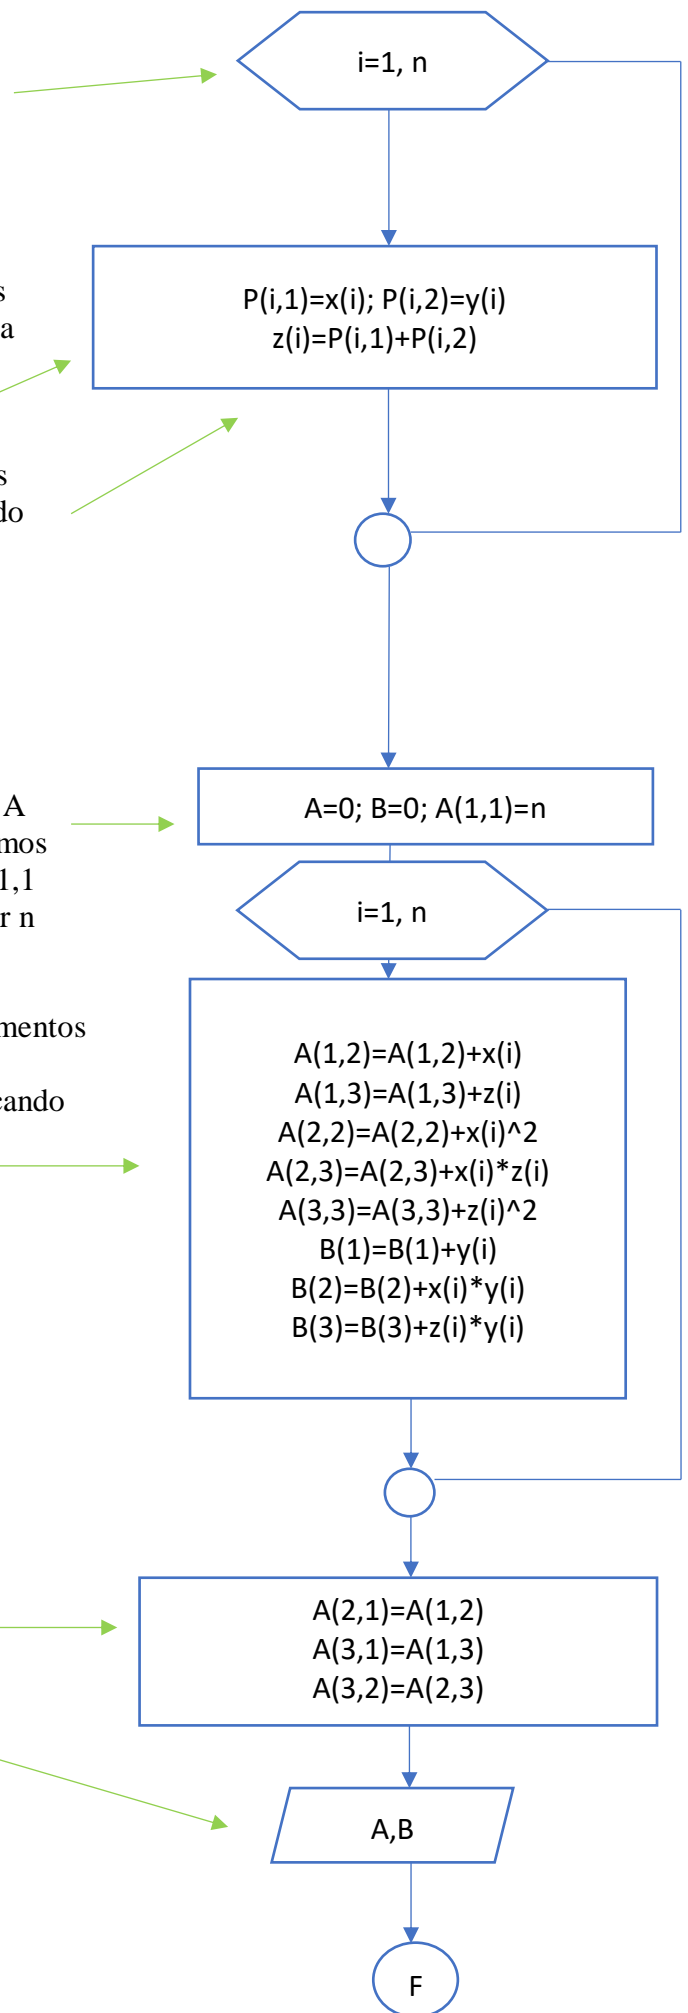 i=1, n
s
a
P(i,1)=x(i); P(i,2)=y(i)
z(i)=P(i,1)+P(i,2)
s
do
A
mos
1,1
r n
A=0; B=0; A(1,1)=n
i=1, n
mentos
cando
A(1,2)=A(1,2)+x(i)
A(1,3)=A(1,3)+z(i)
A(2,2)=A(2,2)+x(i)^2
A(2,3)=A(2,3)+x(i)*z(i)
A(3,3)=A(3,3)+z(i)^2
B(1)=B(1)+y(i)
B(2)=B(2)+x(i)*y(i)
B(3)=B(3)+z(i)*y(i)
A(2,1)=A(1,2)
A(3,1)=A(1,3)
A(3,2)=A(2,3)
A,B
F